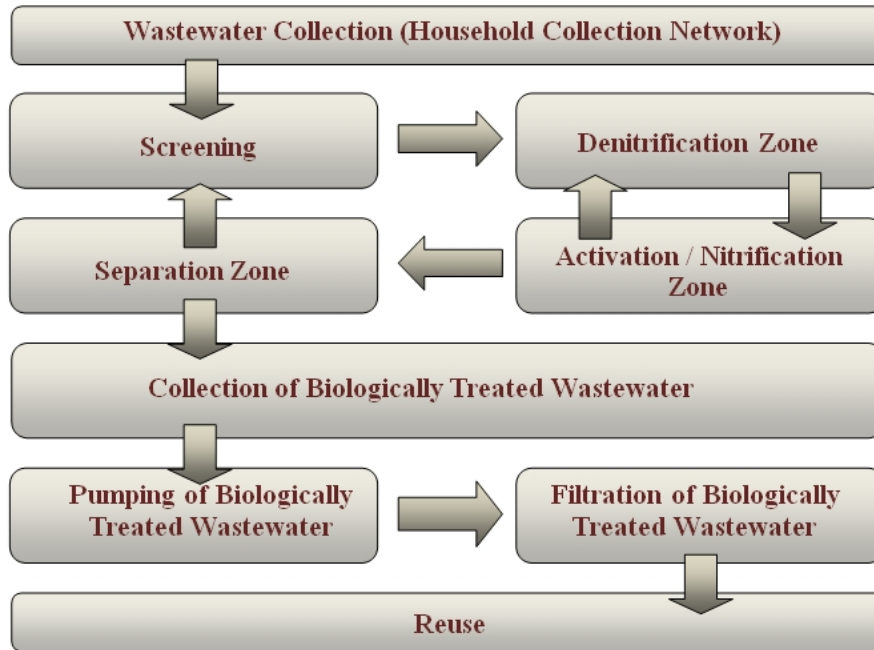 Wastewater Collection (Household Collection Network)
Screening
Denitrification Zone
Separation Zone
Activation / Nitrification
Zone
Collection of Biologically Treated Wastewater
Pumping of Biologically
Treated Wastewater
Filtration of Biologically
Treated Wastewater
Reuse